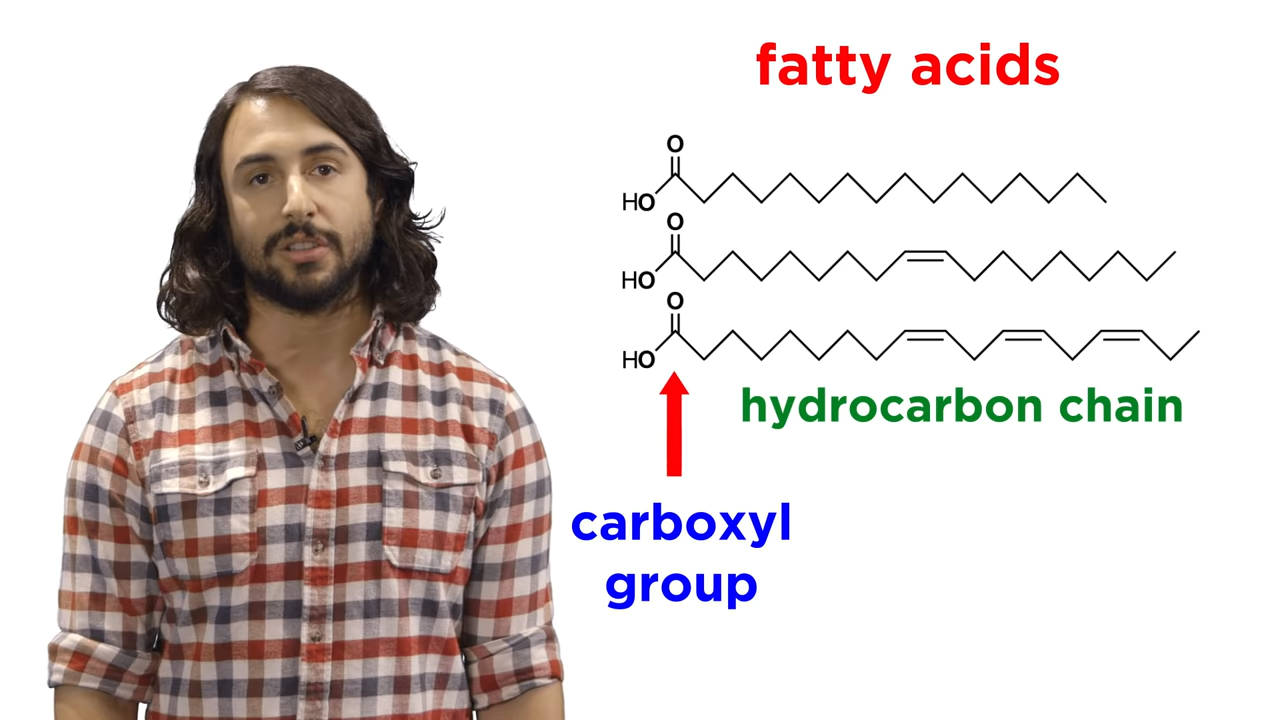 fatty acids
O
HO
O
HO
O
HO
hydrocarbon chain
carboxyl
group